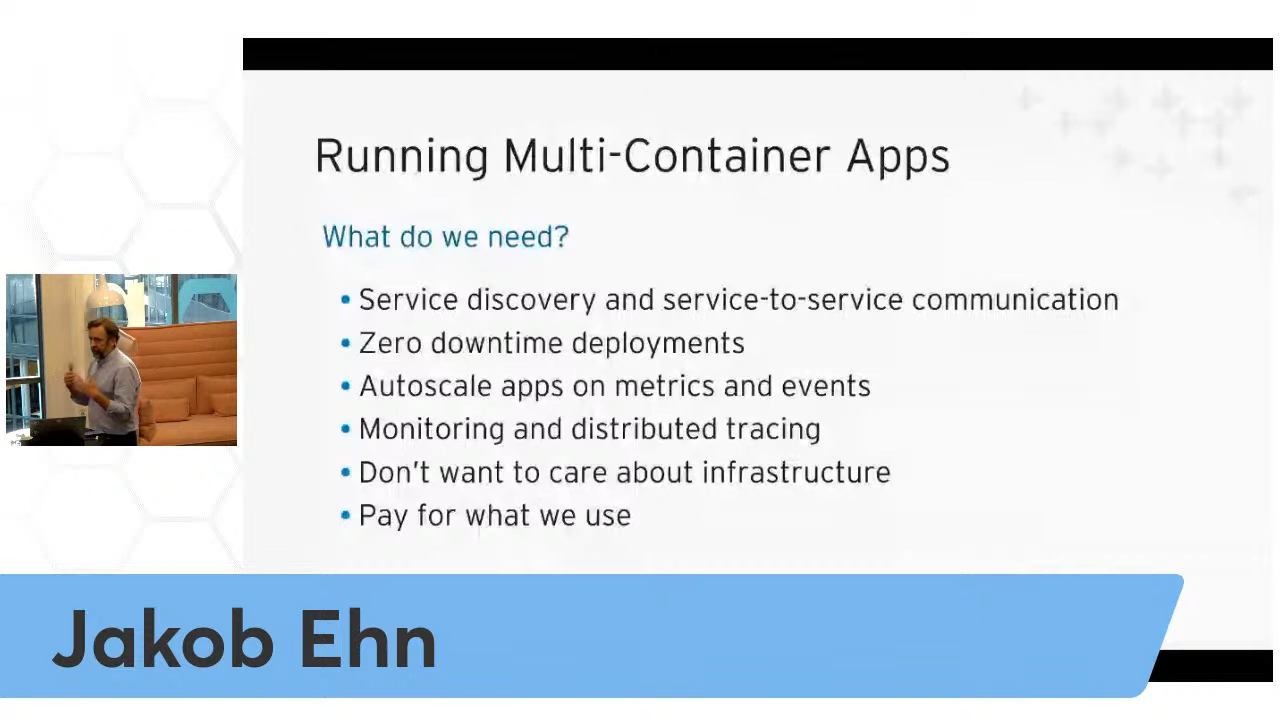 Running Multi-Container Apps
What do we need?
• Service discovery and service-to-service communication
• Zero downtime deployments
• Autoscale apps on metrics and events
• Monitoring and distributed tracing
• Don't want to care about infrastructure
• Pay for what we use
Jakob Ehn